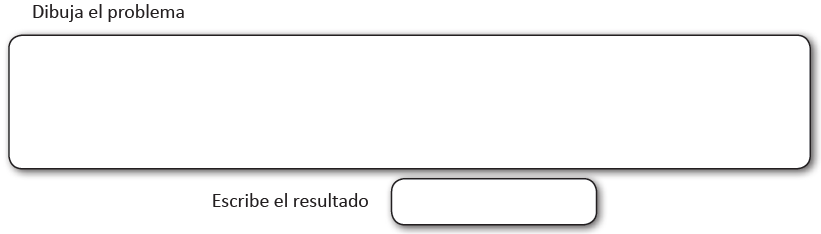 Dibuja el problema
Escribe el resultado